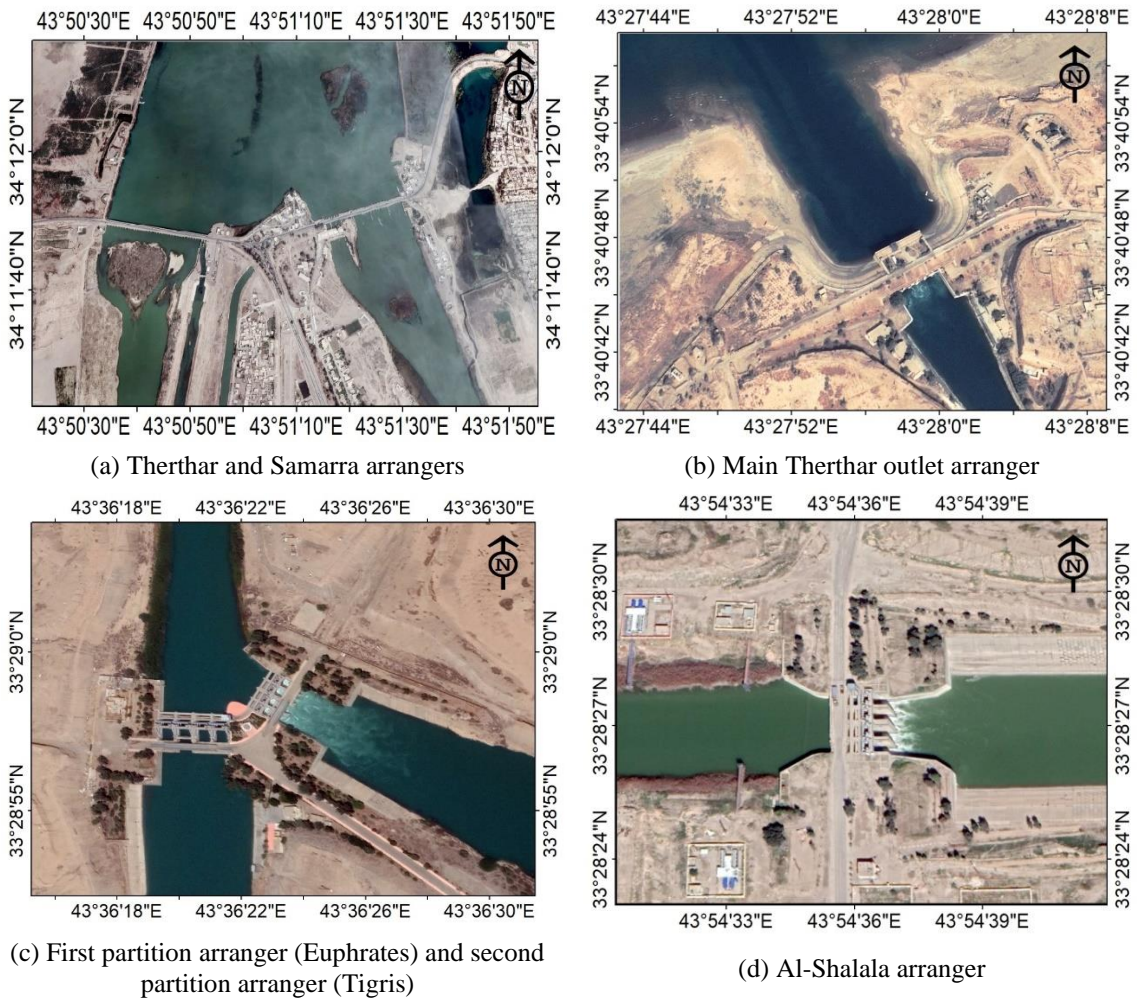 43°50'30"E 43°50'50"E 43°51'10"E 43°51'30"E 43°51'50"E
34°12'0"N
34°11'40"N
34°12'0"N
34°11'40"N
N
43°50'30"E 43°50'50"E 43°51'10"E 43°51'30"E 43°51'50"E
(a) Therthar and Samarra arrangers
43°27'44"E 43°27'52"E 43°28'0"E 43°28'8"E
33°40'54"N
33°40'48"N
33°40'42"N
33°40'54"N
33°40'48"N
33°40'42"N
N
43°27'44"E 43°27'52"E 43°28'0"E 43°28'8"E
(b) Main Therthar outlet arranger
43°36'18"E 43°36'22"E 43°36'26"E 43°36'30"E
33°29'0"N
33°28'55"N
33°29'0"N
33°28'55"N
N
43°36'18"E 43°36'22"E 43°36'26"E 43°36'30"E
(c) First partition arranger (Euphrates) and second
partition arranger (Tigris)
43°54'33"E 43°54'36"E 43°54'39"E
33°28'30"N
33°28'27"N
33°28'24"N
33°28'30"N
33°28'27"N
33°28'24"N
N
43°54'33"E 43°54'36"E 43°54'39"E
(d) Al-Shalala arranger